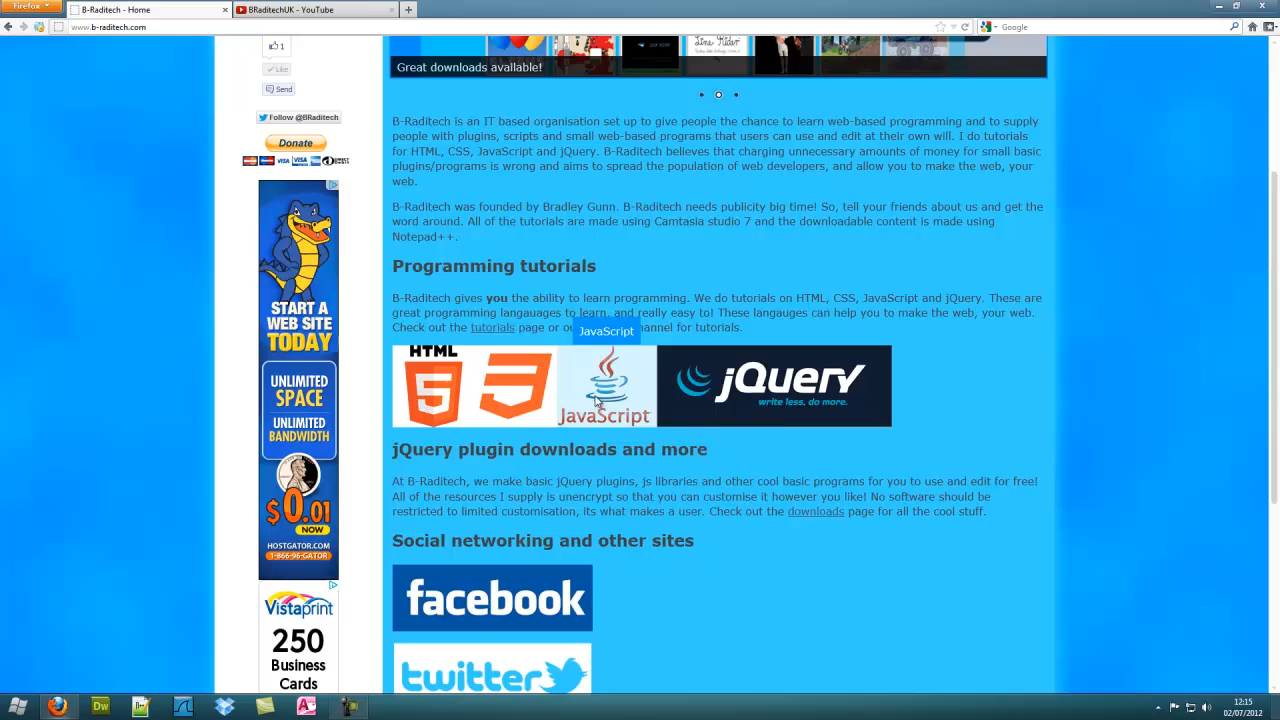 Firefox
B-Raditech - Home
BRaditechUK - YouTube
www.b-raditech.com
Google
1
Like
Send
Follow @BRaditech
Donate
VISA
VISA
START A
WEB SITE
TODAY
UNLIMITED
SPACE
UNLIMITED
BANDWIDTH
$0.01
NOW
HOSTGATOR.COM
1-866-96-GATOR
Vistaprint
250
Business
Cards
Line Rider
Great downloads available!
B-Raditech is an IT based organisation set up to give people the chance to learn web-based programming and to supply
people with plugins, scripts and small web-based programs that users can use and edit at their own will. I do tutorials
for HTML, CSS, JavaScript and jQuery. B-Raditech believes that charging unnecessary amounts of money for small basic
plugins/programs is wrong and aims to spread the population of web developers, and allow you to make the web, your
web.
B-Raditech was founded by Bradley Gunn. B-Raditech needs publicity big time! So, tell your friends about us and get the
word around. All of the tutorials are made using Camtasia studio 7 and the downloadable content is made using
Notepad++.
Programming tutorials
B-Raditech gives you the ability to learn programming. We do tutorials on HTML, CSS, JavaScript and jQuery. These are
great programming langauages to learn, and really easy to! These langauges can help you to make the web, your web.
Check out the tutorials page or hannel for tutorials.
JavaScript
HTML
5
JavaScript
jQuery
write less, do more.
jQuery plugin downloads and more
At B-Raditech, we make basic jQuery plugins, js libraries and other cool basic programs for you to use and edit for free!
All of the resources I supply is unencrypt so that you can customise it however you like! No software should be
restricted to limited customisation, its what makes a user. Check out the downloads page for all the cool stuff.
Social networking and other sites
facebook
twitter
Dw
12:15
02/07/2012